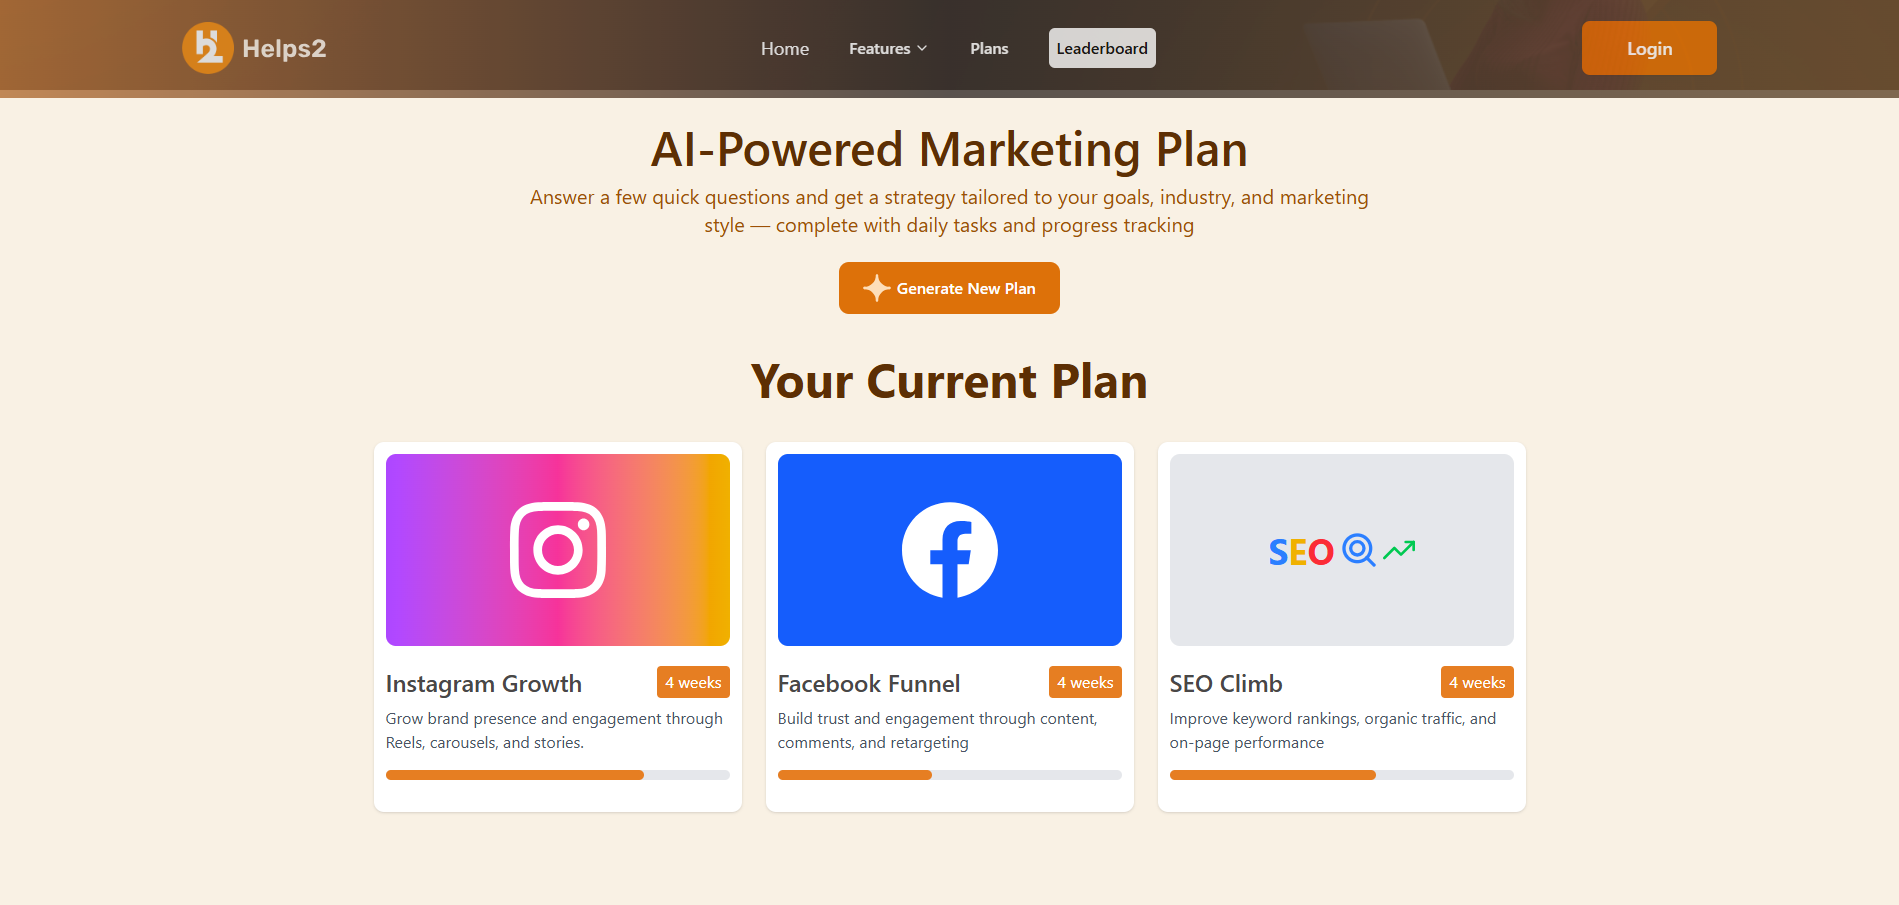 Helps2
Home
Features
Plans
Leaderboard
Login
AI-Powered Marketing Plan
Answer a few quick questions and get a strategy tailored to your goals, industry, and marketing
style — complete with daily tasks and progress tracking
Generate New Plan
Your Current Plan
Instagram Growth
4 weeks
Grow brand presence and engagement through
Reels, carousels, and stories.
Facebook Funnel
4 weeks
Build trust and engagement through content,
comments, and retargeting
SEO
SEO Climb
4 weeks
Improve keyword rankings, organic traffic, and
on-page performance